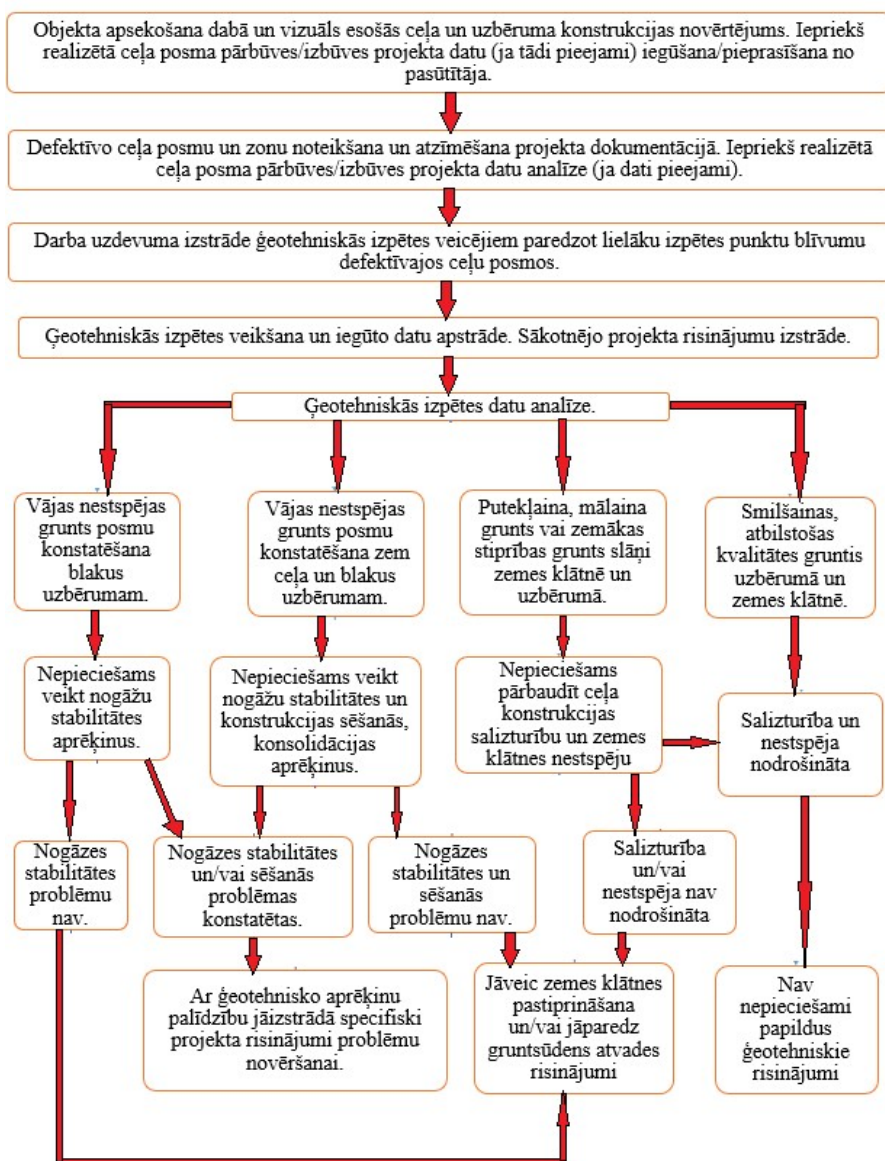 Objekta apsekošana dabā un vizuāls esošās ceļa un uzbēruma konstrukcijas novērtējums. Iepriekš
realizētā ceļa posma pārbūves/izbūves projekta datu (ja tādi pieejami) iegūšana/pieprasīšana no
pasūtītāja.
Defektīvo ceļa posmu un zonu noteikšana un atzīmēšana projekta dokumentācijā. Iepriekš realizētā
ceļa posma pārbūves/izbūves projekta datu analīze (ja dati pieejami).
Darba uzdevuma izstrāde ģeotehniskās izpētes veicējiem paredzot lielāku izpētes punktu blīvumu
defektīvajos ceļu posmos.
Ģeotehniskās izpētes veikšana un iegūto datu apstrāde. Sākotnējo projekta risinājumu izstrāde.
Ģeotehniskās izpētes datu analīze.
Vājas nestspējas
grunts posmu
konstatēšana
blakus
uzbērumam.
Vājas nestspējas
grunts posmu
konstatēšana zem
ceļa un blakus
uzbērumam.
Putekļaina, mālaina
grunts vai zemākas
stiprības grunts slāņi
zemes klātnē un
uzbērumā.
Smilšainas,
atbilstošas
kvalitātes gruntis
uzbērumā un
zemes klātnē.
Nepieciešams
veikt nogāžu
stabilitātes
aprēķinus.
Nepieciešams veikt
nogāžu stabilitātes un
konstrukcijas sēšanās,
konsolidācijas
aprēķinus.
Nepieciešams
pārbaudīt ceļa
konstrukcijas
salizturību un zemes
klātnes nestspēju
Salizturība un
nestspēja
nodrošināta
Nogāzes
stabilitātes
problēmu
nav.
Nogāzes stabilitātes
un/vai sēšanās
problēmas
konstatētas.
Nogāzes
stabilitātes un
sēšanās
problēmu nav.
Salizturība
un/vai
nestspēja nav
nodrošināta
Ar ģeotehnisko aprēķinu
palīdzību jāizstrādā specifiski
projekta risinājumi problēmu
novēršanai.
Jāveic zemes klātnes
pastiprināšana
un/vai jāparedz
gruntsūdens atvades
risinājumi
Nav
nepieciešami
papildus
ģeotehniskie
risinājumi